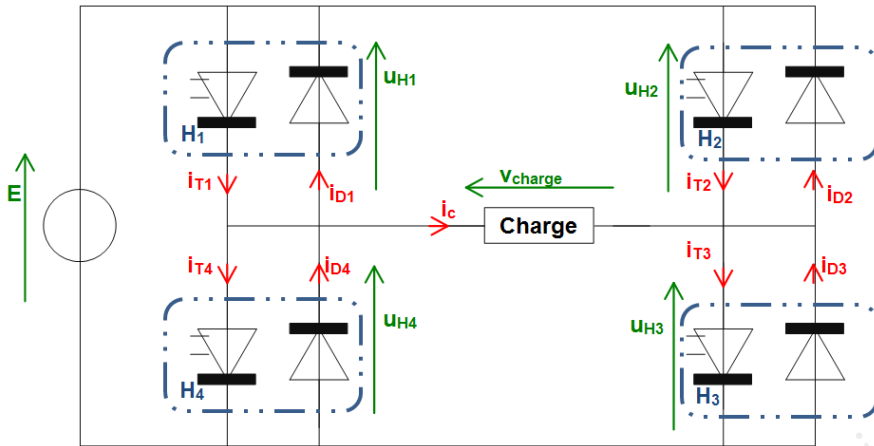 uH1
uH2
H1
H2
iT1
iD1
vcharge
iT2
iD2
E
ic
Charge
iT4
iD4
iT3
iD3
uH4
uH3
H4
H3